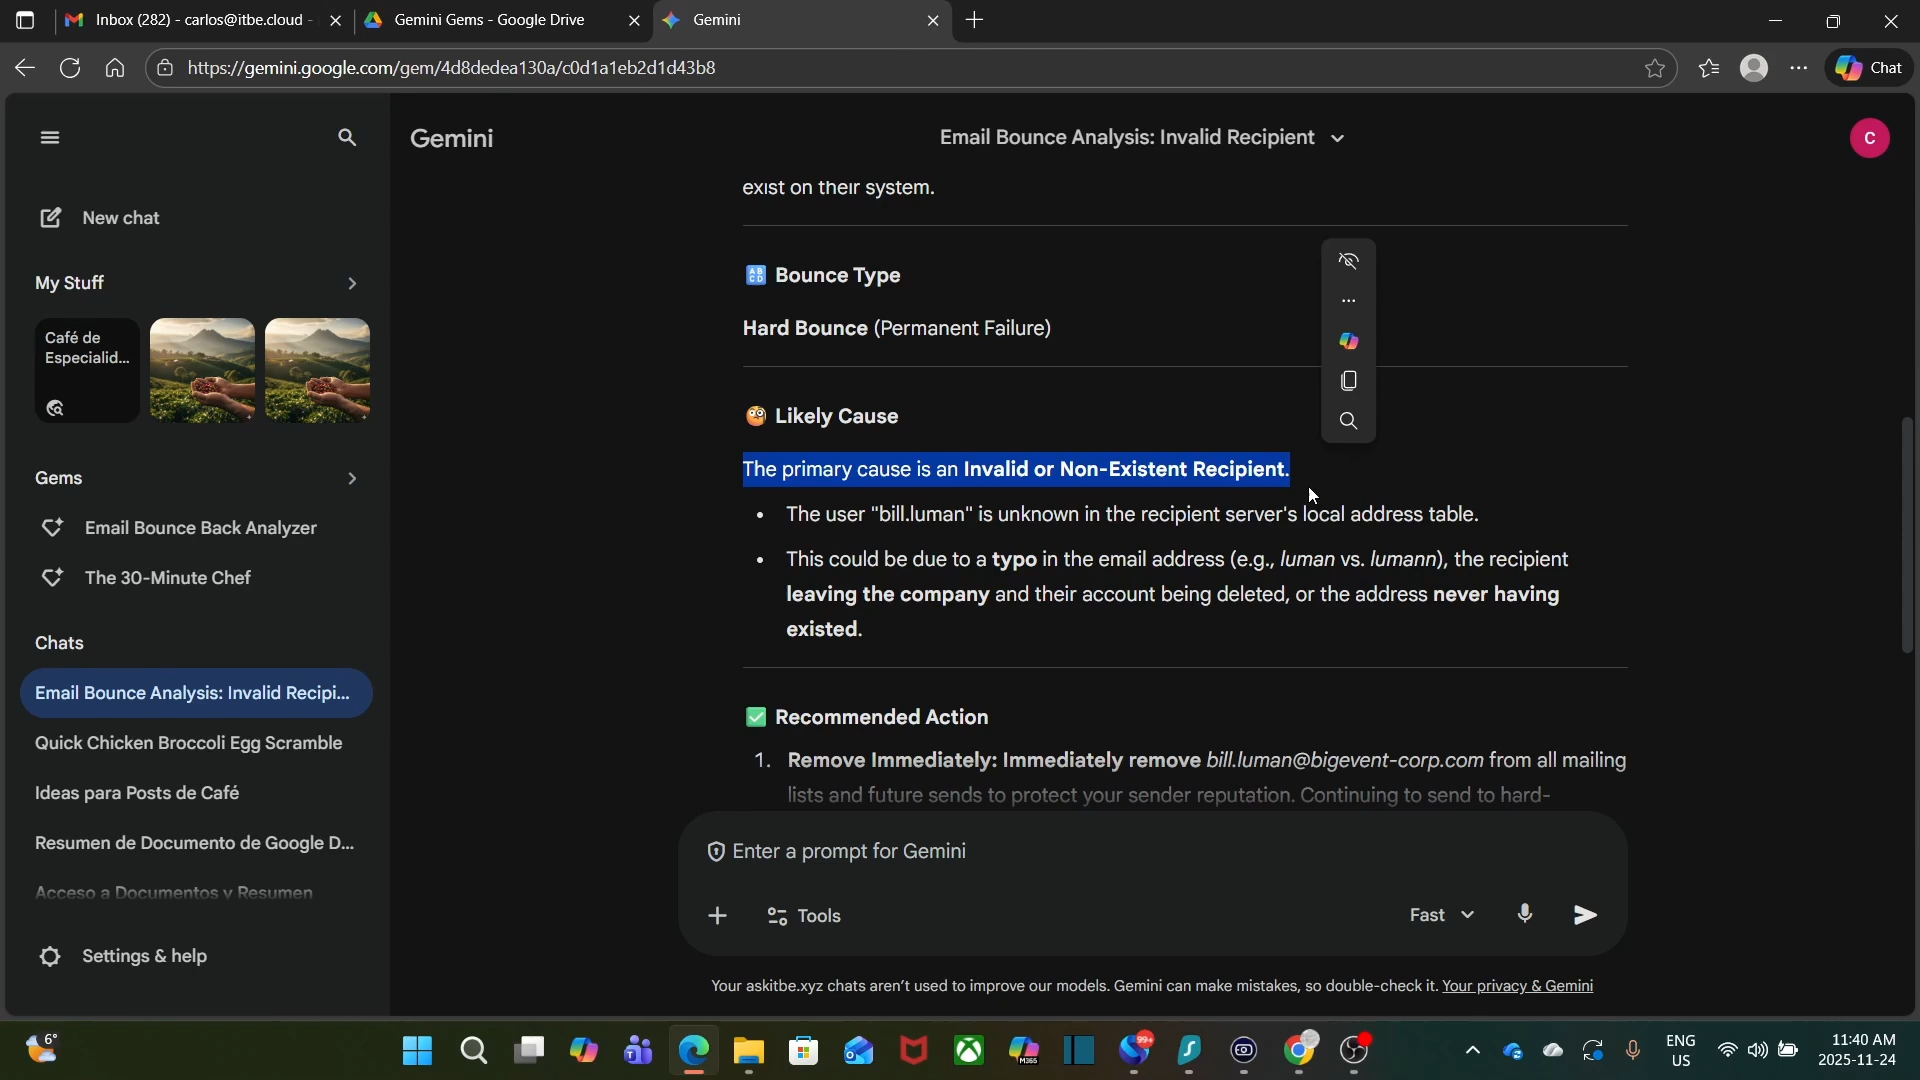 Inbox (282) - carlos@itbe.cloud -
Gemini Gems - Google Drive
Gemini
https://gemini.google.com/gem/4d8dedea130a/c0d1a1eb2d1d43b8
Chat
Gemini
Email Bounce Analysis: Invalid Recipient
C
New chat
My Stuff
Café de
Especialid...
Gems
Email Bounce Back Analyzer
The 30-Minute Chef
Chats
Email Bounce Analysis: Invalid Recipi...
Quick Chicken Broccoli Egg Scramble
Ideas para Posts de Café
Resumen de Documento de Google D...
Acceso a Documentos y Resumen
Settings & help
exist on their system.
Bounce Type
Hard Bounce (Permanent Failure)
Likely Cause
The primary cause is an Invalid or Non-Existent Recipient.
• The user "bill.luman" is unknown in the recipient server's local address table.
• This could be due to a typo in the email address (e.g., luman vs. lumann), the recipient
leaving the company and their account being deleted, or the address never having
existed.
Recommended Action
1. Remove Immediately: Immediately remove bill.luman@bigevent-corp.com from all mailing
lists and future sends to protect your sender reputation. Continuing to send to hard-
Enter a prompt for Gemini
Tools
Fast
Your askitbe.xyz chats aren't used to improve our models. Gemini can make mistakes, so double-check it. Your privacy & Gemini
6°
M365
99+
ENG
US
11:40 AM
2025-11-24